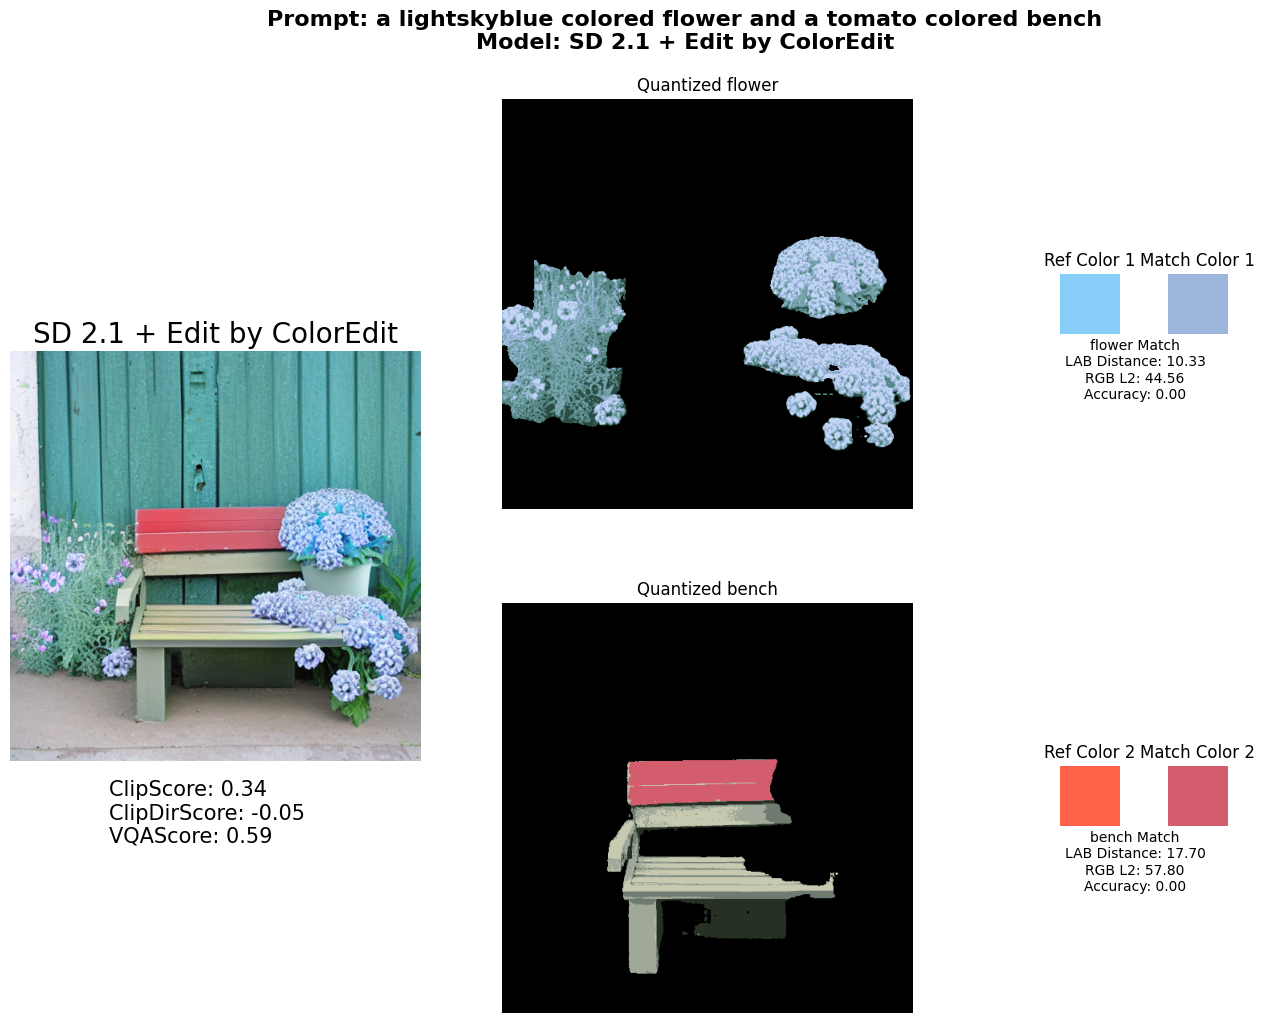 Prompt: a lightskyblue colored flower and a tomato colored bench
Model: SD 2.1 + Edit by ColorEdit
Quantized flower
Ref Color 1 Match Color 1
flower Match
LAB Distance: 10.33
RGB L2: 44.56
Accuracy: 0.00
SD 2.1 + Edit by ColorEdit
ClipScore: 0.34
ClipDirScore: -0.05
VQAScore: 0.59
Quantized bench
Ref Color 2 Match Color 2
bench Match
LAB Distance: 17.70
RGB L2: 57.80
Accuracy: 0.00